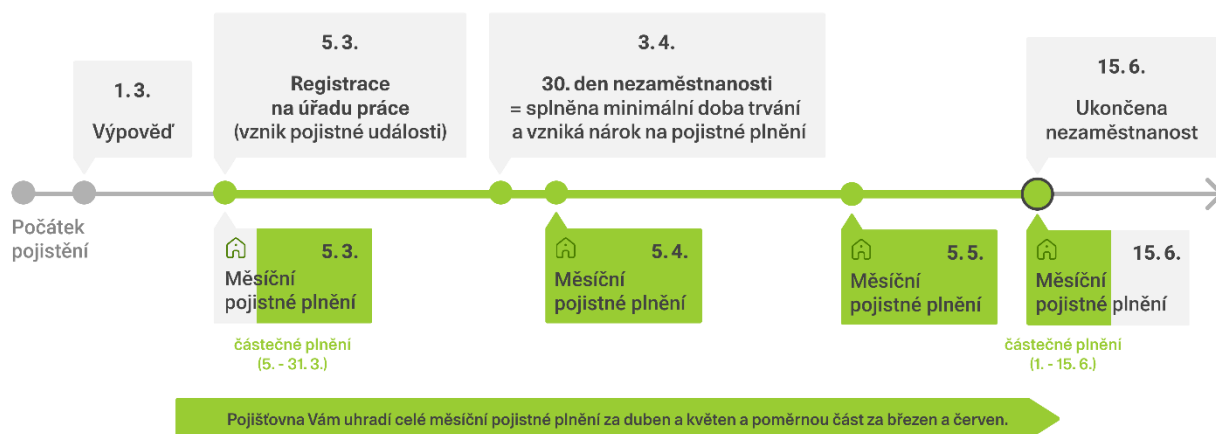 1. 3.
Výpověď
5. 3.
Registrace
na úřadu práce
(vznik pojistné události)
3. 4.
30. den nezaměstnanosti
= splněna minimální doba trvání
a vzniká nárok na pojistné plnění
15. 6.
Ukončena
nezaměstnanost
Počátek
pojistění
5. 3.
Měsíční
pojistné plnění
částečné plnění
(5. - 31. 3.)
5. 4.
Měsíční
pojistné plnění
5. 5.
Měsíční
pojistné plnění
15. 6.
Měsíční
pojistné plnění
částečné plnění
(1. - 15. 6.)
Pojišťovna Vám uhradí celé měsíční pojistné plnění za duben a květen a poměrnou část za březen a červen.